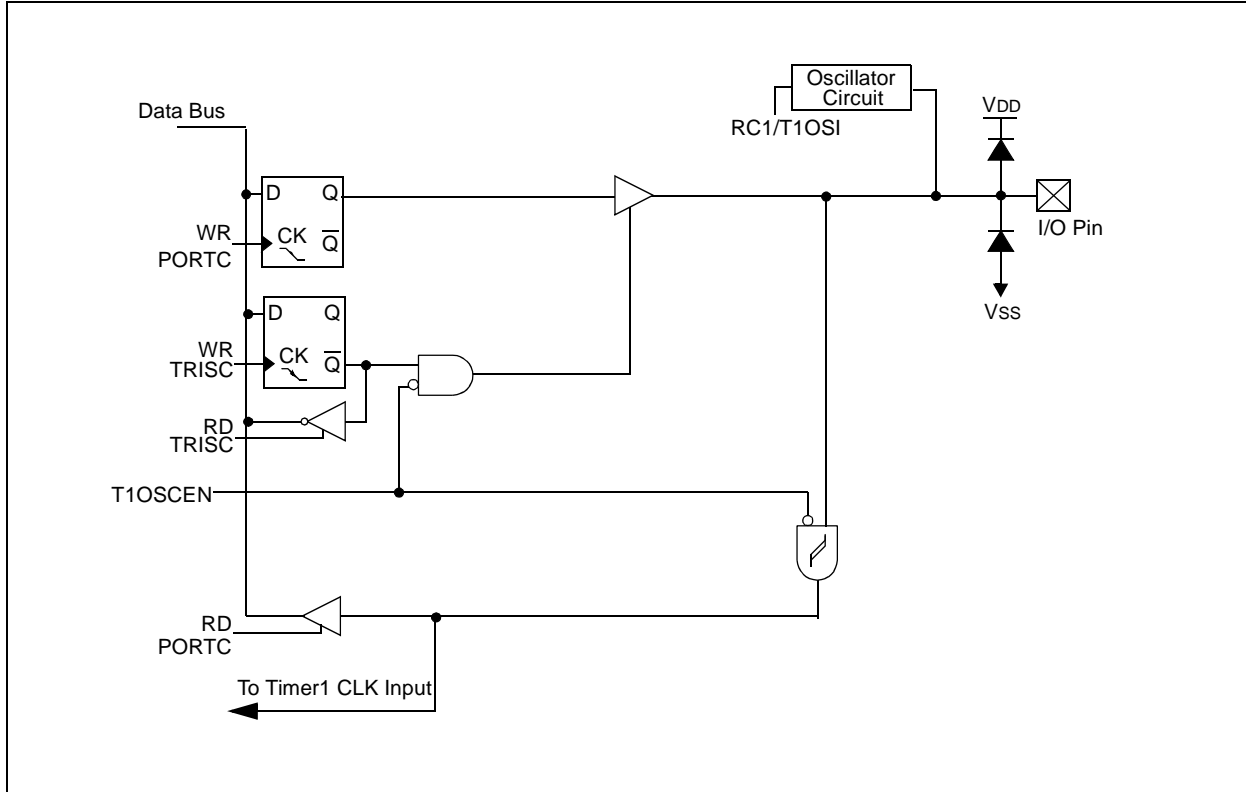 Oscillator
Circuit
RC1/T1OSI
VDD
Data Bus
D Q
CK
Q
WR
PORTC
I/O Pin
VSS
D Q
CK
Q
WR
TRISC
RD
TRISC
T1OSCEN
RD
PORTC
To Timer1 CLK Input